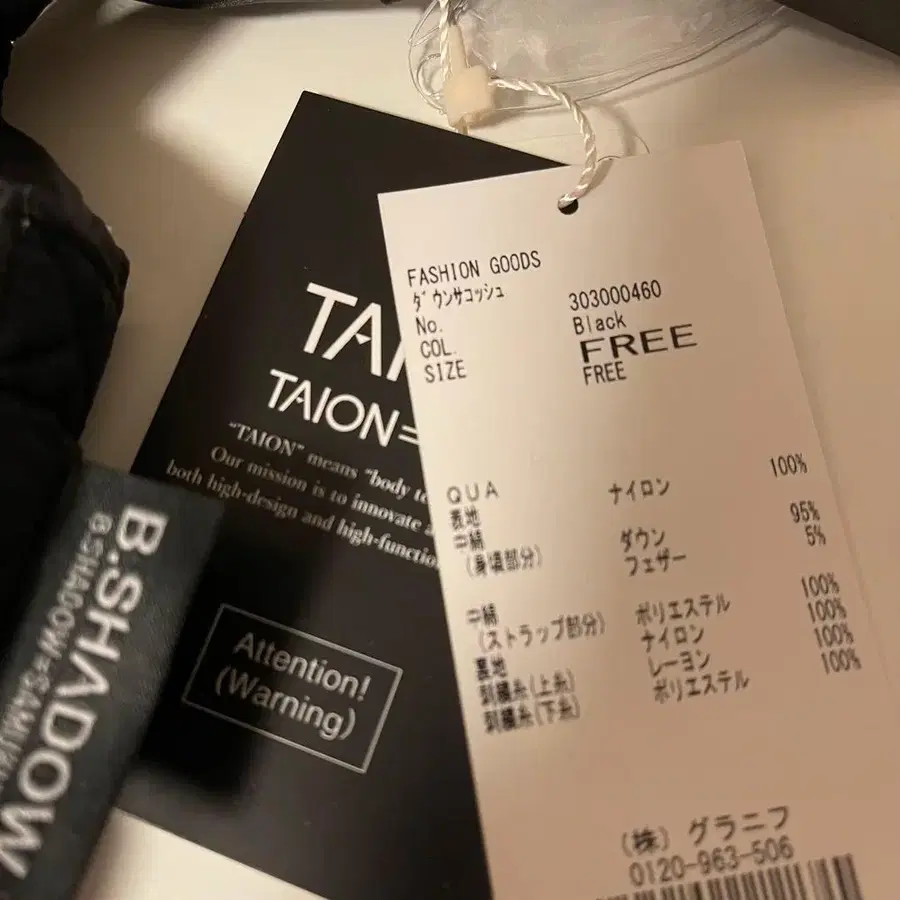 FASHION GOODS
ダウンサコッシュ
No. 303000460
COL. Black
FREE
SIZE FREE
QUA
表地 ナイロン 100%
中綿 ダウン 95%
(身頃部分) フェザー 5%
中綿 ポリエステル 100%
(ストラップ部分)
裏地 ナイロン 100%
刺繍糸(上糸) レーヨン 100%
刺繍糸(下糸) ポリエステル 100%
(株) グラニフ
0120-963-506
TAI
TAION=
“TAION” means “body
Our mission is to innovate
both high-design and high-functio
Attention!
(Warning)
B.SHADOW
B.SHADOW=SAMU